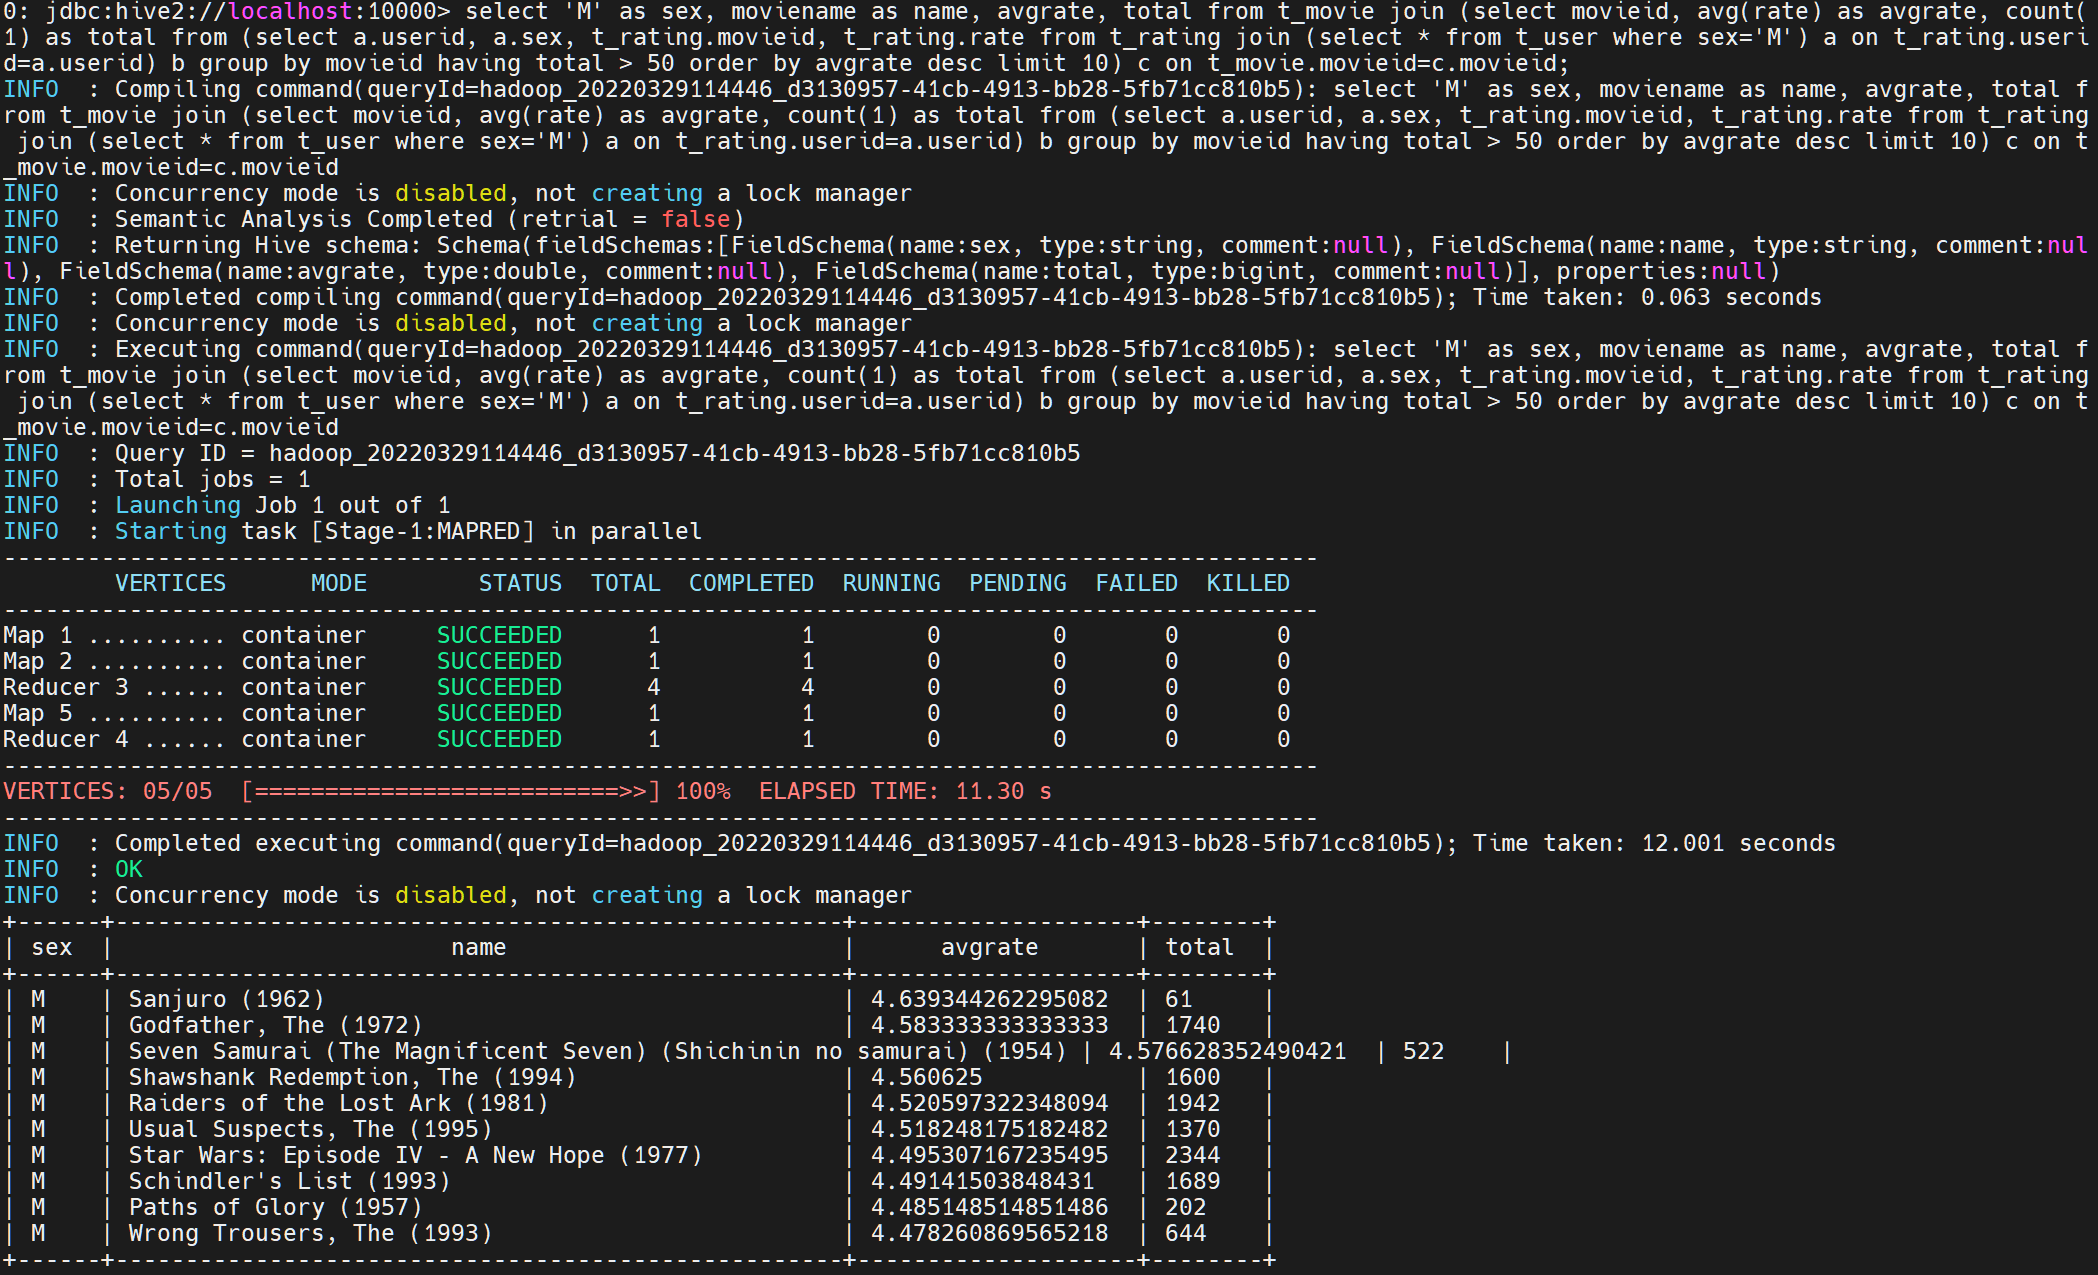 0: jdbc:hive2://localhost:10000> select 'M' as sex, moviename as name, avgrate, total from t_movie join (select movieid, avg(rate) as avgrate, count(
1) as total from (select a.userid, a.sex, t_rating.movieid, t_rating.rate from t_rating join (select * from t_user where sex='M') a on t_rating.useri
d=a.userid) b group by movieid having total > 50 order by avgrate desc limit 10) c on t_movie.movieid=c.movieid;
INFO  : Compiling command(queryId=hadoop_20220329114446_d3130957-41cb-4913-bb28-5fb71cc810b5): select 'M' as sex, moviename as name, avgrate, total f
rom t_movie join (select movieid, avg(rate) as avgrate, count(1) as total from (select a.userid, a.sex, t_rating.movieid, t_rating.rate from t_rating
 join (select * from t_user where sex='M') a on t_rating.userid=a.userid) b group by movieid having total > 50 order by avgrate desc limit 10) c on t
_movie.movieid=c.movieid
INFO  : Concurrency mode is disabled, not creating a lock manager
INFO  : Semantic Analysis Completed (retrial = false)
INFO  : Returning Hive schema: Schema(fieldSchemas:[FieldSchema(name:sex, type:string, comment:null), FieldSchema(name:name, type:string, comment:nul
l), FieldSchema(name:avgrate, type:double, comment:null), FieldSchema(name:total, type:bigint, comment:null)], properties:null)
INFO  : Completed compiling command(queryId=hadoop_20220329114446_d3130957-41cb-4913-bb28-5fb71cc810b5); Time taken: 0.063 seconds
INFO  : Concurrency mode is disabled, not creating a lock manager
INFO  : Executing command(queryId=hadoop_20220329114446_d3130957-41cb-4913-bb28-5fb71cc810b5): select 'M' as sex, moviename as name, avgrate, total f
rom t_movie join (select movieid, avg(rate) as avgrate, count(1) as total from (select a.userid, a.sex, t_rating.movieid, t_rating.rate from t_rating
 join (select * from t_user where sex='M') a on t_rating.userid=a.userid) b group by movieid having total > 50 order by avgrate desc limit 10) c on t
_movie.movieid=c.movieid
INFO  : Query ID = hadoop_20220329114446_d3130957-41cb-4913-bb28-5fb71cc810b5
INFO  : Total jobs = 1
INFO  : Launching Job 1 out of 1
INFO  : Starting task [Stage-1:MAPRED] in parallel
----------------------------------------------------------------------------------------------
        VERTICES      MODE        STATUS  TOTAL  COMPLETED  RUNNING  PENDING  FAILED  KILLED
----------------------------------------------------------------------------------------------
Map 1 .......... container     SUCCEEDED      1          1        0        0       0       0
Map 2 .......... container     SUCCEEDED      1          1        0        0       0       0
Reducer 3 ...... container     SUCCEEDED      4          4        0        0       0       0
Map 5 .......... container     SUCCEEDED      1          1        0        0       0       0
Reducer 4 ...... container     SUCCEEDED      1          1        0        0       0       0
----------------------------------------------------------------------------------------------
VERTICES: 05/05  [==========================>>] 100%  ELAPSED TIME: 11.30 s
----------------------------------------------------------------------------------------------
INFO  : Completed executing command(queryId=hadoop_20220329114446_d3130957-41cb-4913-bb28-5fb71cc810b5); Time taken: 12.001 seconds
INFO  : OK
INFO  : Concurrency mode is disabled, not creating a lock manager
+------+----------------------------------------------------+--------------------+--------+
| sex  |                        name                        |      avgrate       | total  |
+------+----------------------------------------------------+--------------------+--------+
| M    | Sanjuro (1962)                                     | 4.639344262295082  | 61     |
| M    | Godfather, The (1972)                              | 4.583333333333333  | 1740   |
| M    | Seven Samurai (The Magnificent Seven) (Shichinin no samurai) (1954) | 4.576628352490421  | 522    |
| M    | Shawshank Redemption, The (1994)                   | 4.560625           | 1600   |
| M    | Raiders of the Lost Ark (1981)                     | 4.520597322348094  | 1942   |
| M    | Usual Suspects, The (1995)                         | 4.518248175182482  | 1370   |
| M    | Star Wars: Episode IV - A New Hope (1977)          | 4.495307167235495  | 2344   |
| M    | Schindler's List (1993)                            | 4.49141503848431   | 1689   |
| M    | Paths of Glory (1957)                              | 4.485148514851486  | 202    |
| M    | Wrong Trousers, The (1993)                         | 4.478260869565218  | 644    |
+------+----------------------------------------------------+--------------------+--------+